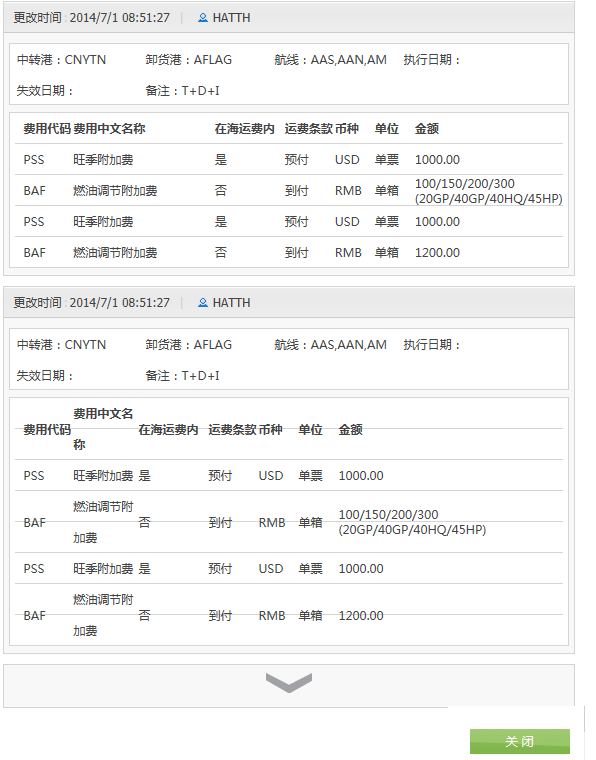 更改时间 : 2014/7/1 08:51:27 | HATTH
中转港：CNYTN 卸货港：AFLAG 航线：AAS,AAN,AM 执行日期：
失效日期： 备注：T+D+I
费用代码 费用中文名称 在海运费内 运费条款 币种 单位 金额
PSS 旺季附加费 是 预付 USD 单票 1000.00
BAF 燃油调节附加费 否 到付 RMB 单箱 100/150/200/300
(20GP/40GP/40HQ/45HP)
PSS 旺季附加费 是 预付 USD 单票 1000.00
BAF 燃油调节附加费 否 到付 RMB 单箱 1200.00
更改时间 : 2014/7/1 08:51:27 | HATTH
中转港：CNYTN 卸货港：AFLAG 航线：AAS,AAN,AM 执行日期：
失效日期： 备注：T+D+I
费用代码 费用中文名
称 在海运费内 运费条款 币种 单位 金额
PSS 旺季附加费 是 预付 USD 单票 1000.00
BAF 燃油调节附
加费 否 到付 RMB 单箱 100/150/200/300
(20GP/40GP/40HQ/45HP)
PSS 旺季附加费 是 预付 USD 单票 1000.00
BAF 燃油调节附
加费 否 到付 RMB 单箱 1200.00
关 闭